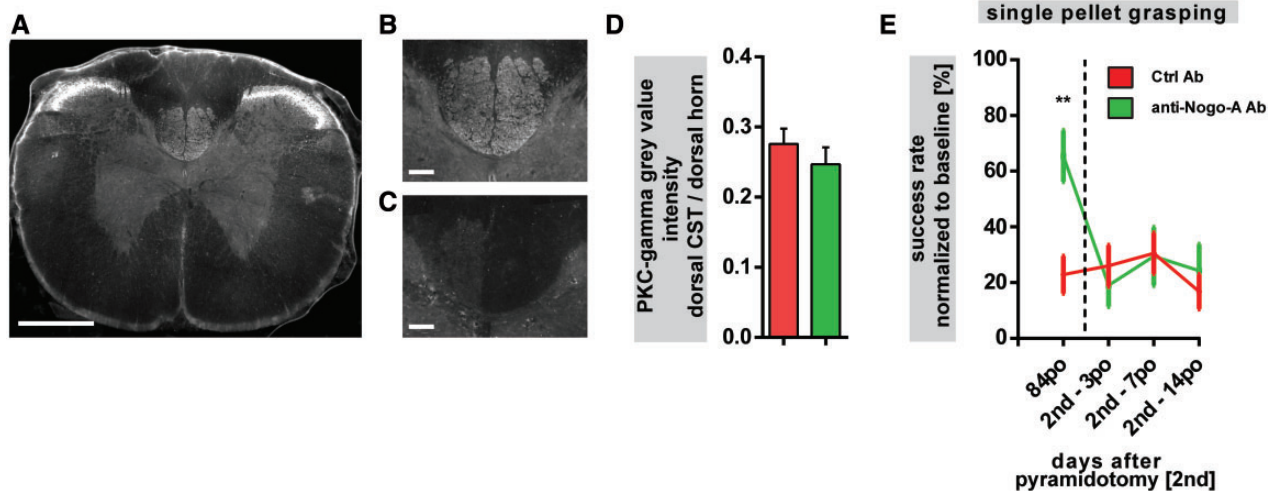 A
B
C
D
PKC-gamma grey value
intensity
dorsal CST / dorsal horn
0.4
0.3
0.2
0.1
0.0
single pellet grasping
E
success rate
normalized to baseline [%]
100
80
60
40
20
0
**
Ctrl Ab
anti-Nogo-A Ab
84po
2nd - 3po
2nd - 7po
2nd - 14po
days after
pyramidotomy [2nd]